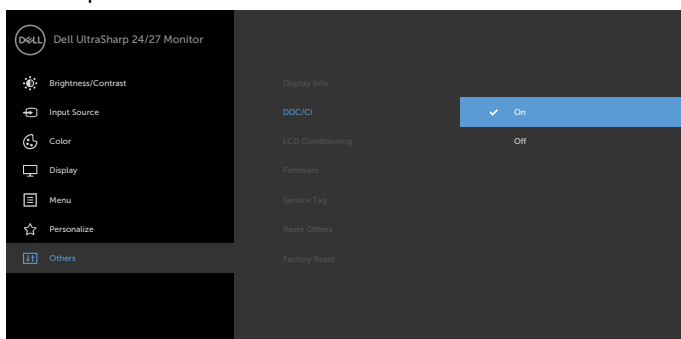 DELL Dell UltraSharp 24/27 Monitor
Brightness/Contrast
Input Source
Color
Display
Menu
Personalize
Others
Display Info
DDC/CI
LCD Conditioning
Firmware
Service Tag
Reset Others
Factory Reset
On
Off